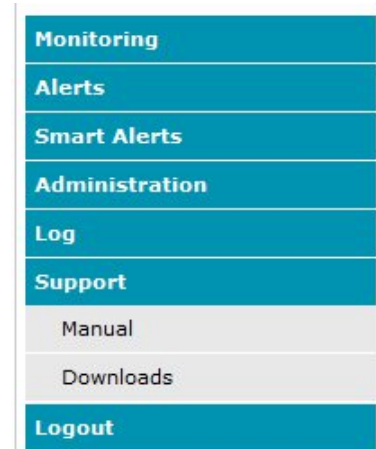 Monitoring
Alerts
Smart Alerts
Administration
Log
Support
Manual
Downloads
Logout